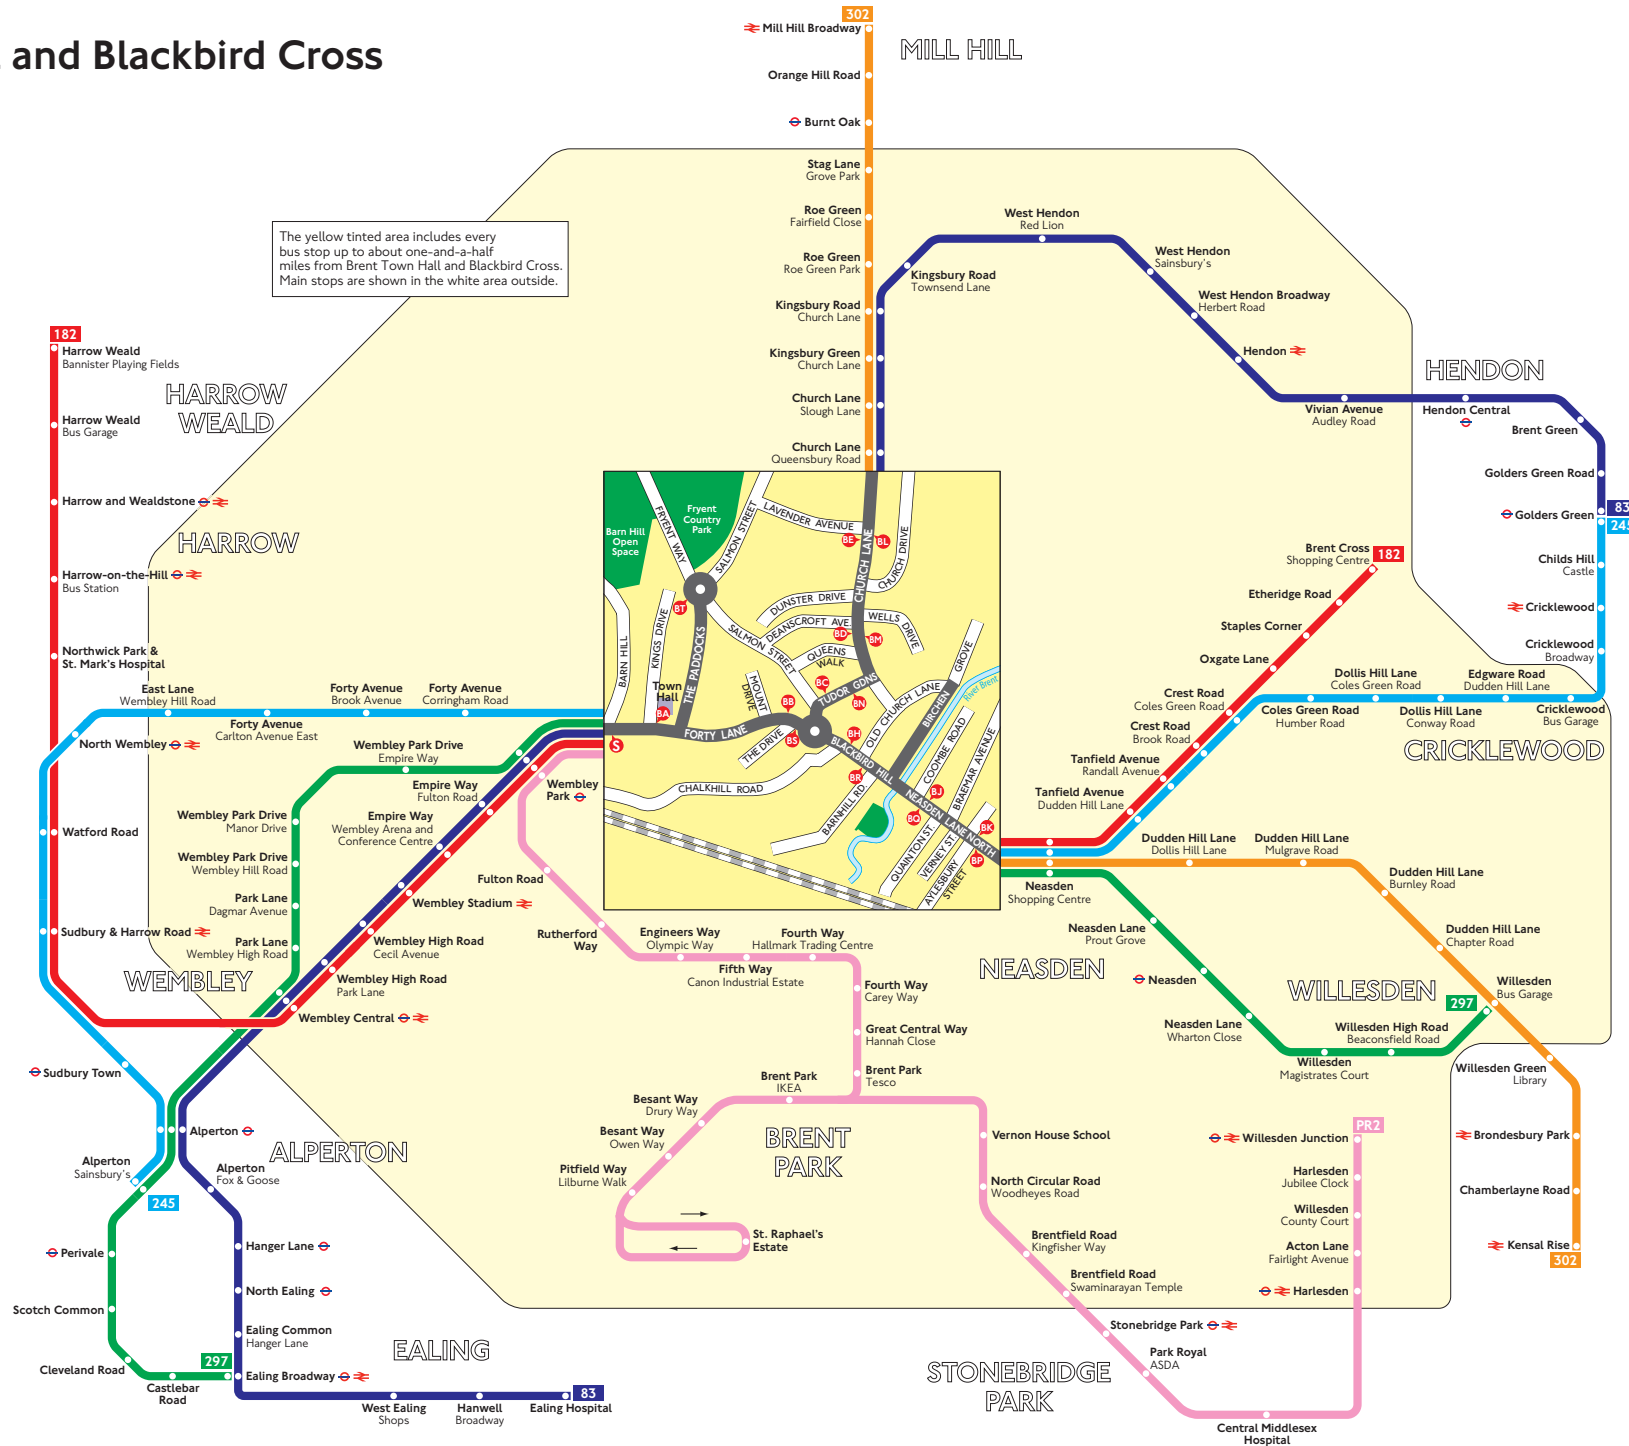 and Blackbird Cross
302
Mill Hill Broadway
MILL HILL
Orange Hill Road
Burnt Oak
Stag Lane
Grove Park
Roe Green
Fairfield Close
Roe Green
Roe Green Park
Kingsbury Road
Church Lane
Kingsbury Green
Church Lane
Church Lane
Slough Lane
Church Lane
Queensbury Road
The yellow tinted area includes every
bus stop up to about one-and-a-half
miles from Brent Town Hall and Blackbird Cross.
Main stops are shown in the white area outside.
West Hendon
Red Lion
Kingsbury Road
Townsend Lane
West Hendon
Sainsbury's
West Hendon Broadway
Herbert Road
Hendon
HENDON
Vivian Avenue
Audley Road
Hendon Central
Brent Green
Golders Green Road
Golders Green
83
245
Childs Hill
Castle
Cricklewood
Cricklewood
Broadway
Cricklewood
Bus Garage
CRICKLEWOOD
Edgware Road
Dudden Hill Lane
Dollis Hill Lane
Conway Road
Dollis Hill Lane
Coles Green Road
Coles Green Road
Humber Road
Brent Cross
Shopping Centre
182
Etheridge Road
Staples Corner
Oxgate Lane
Crest Road
Coles Green Road
Crest Road
Brook Road
Tanfield Avenue
Randall Avenue
Tanfield Avenue
Dudden Hill Lane
182
Harrow Weald
Bannister Playing Fields
HARROW
WEALD
Harrow Weald
Bus Garage
Harrow and Wealdstone
HARROW
Harrow-on-the-Hill
Bus Station
Northwick Park &
St. Mark's Hospital
East Lane
Wembley Hill Road
Forty Avenue
Carlton Avenue East
Forty Avenue
Brook Avenue
Forty Avenue
Corringham Road
North Wembley
Wembley Park Drive
Empire Way
Empire Way
Fulton Road
Wembley
Park
Empire Way
Wembley Arena and
Conference Centre
Wembley Park Drive
Manor Drive
Watford Road
Wembley Park Drive
Wembley Hill Road
Park Lane
Dagmar Avenue
Park Lane
Wembley High Road
Sudbury & Harrow Road
WEMBLEY
Fulton Road
Wembley Stadium
Wembley High Road
Cecil Avenue
Wembley High Road
Park Lane
Wembley Central
Rutherford
Way
Engineers Way
Olympic Way
Fifth Way
Canon Industrial Estate
Fourth Way
Hallmark Trading Centre
Fourth Way
Carey Way
Great Central Way
Hannah Close
Brent Park
Tesco
Brent Park
IKEA
BRENT
PARK
Besant Way
Drury Way
Besant Way
Owen Way
Pitfield Way
Lilburne Walk
St. Raphael's
Estate
Vernon House School
North Circular Road
Woodheyes Road
Brentfield Road
Kingfisher Way
Brentfield Road
Swaminarayan Temple
Stonebridge Park
Park Royal
ASDA
STONEBRIDGE
PARK
Central Middlesex
Hospital
PR2
Willesden Junction
Harlesden
Jubilee Clock
Willesden
County Court
Acton Lane
Fairlight Avenue
Harlesden
Neasden
Shopping Centre
Dudden Hill Lane
Dollis Hill Lane
Dudden Hill Lane
Mulgrave Road
Dudden Hill Lane
Burnley Road
Dudden Hill Lane
Chapter Road
Willesden
Bus Garage
NEASDEN
Neasden Lane
Prout Grove
Neasden
Neasden Lane
Wharton Close
WILLESDEN
297
Willesden High Road
Beaconsfield Road
Willesden
Magistrates Court
Willesden Green
Library
Brondesbury Park
Chamberlayne Road
Kensal Rise
302
Sudbury Town
Alperton
ALPERTON
Alperton
Sainsbury's
245
Alperton
Fox & Goose
Perivale
Scotch Common
Cleveland Road
Castlebar
Road
297
Hanger Lane
North Ealing
Ealing Common
Hanger Lane
Ealing Broadway
EALING
West Ealing
Shops
Hanwell
Broadway
Ealing Hospital
83
Barn Hill
Open
Space
Fryent
Country
Park
FRYENT WAY
SALMON STREET
LAVENDER AVENUE
BE
BL
CHURCH LANE
CHURCH DRIVE
BT
DUNSTER DRIVE
DEANSCROFT AVE.
WELLS DRIVE
BD
BM
BARN HILL
KINGS DRIVE
THE PADDOCKS
SALMON STREET
QUEENS
WALK
Town
Hall
BA
MOUNT
DRIVE
BB
BC
TUDOR GDNS
BN
OLD CHURCH LANE
BIRCHEN GROVE
River Brent
S
FORTY LANE
THE DRIVE
BS
BH
BLACKBIRD HILL
COOMBE ROAD
BRAEMAR AVENUE
CHALKHILL ROAD
BR
BARNHILL RD.
BJ
BQ
NEASDEN LANE NORTH
BK
BP
QUAINTON ST.
VERNEY ST.
AYLESBURY
STREET